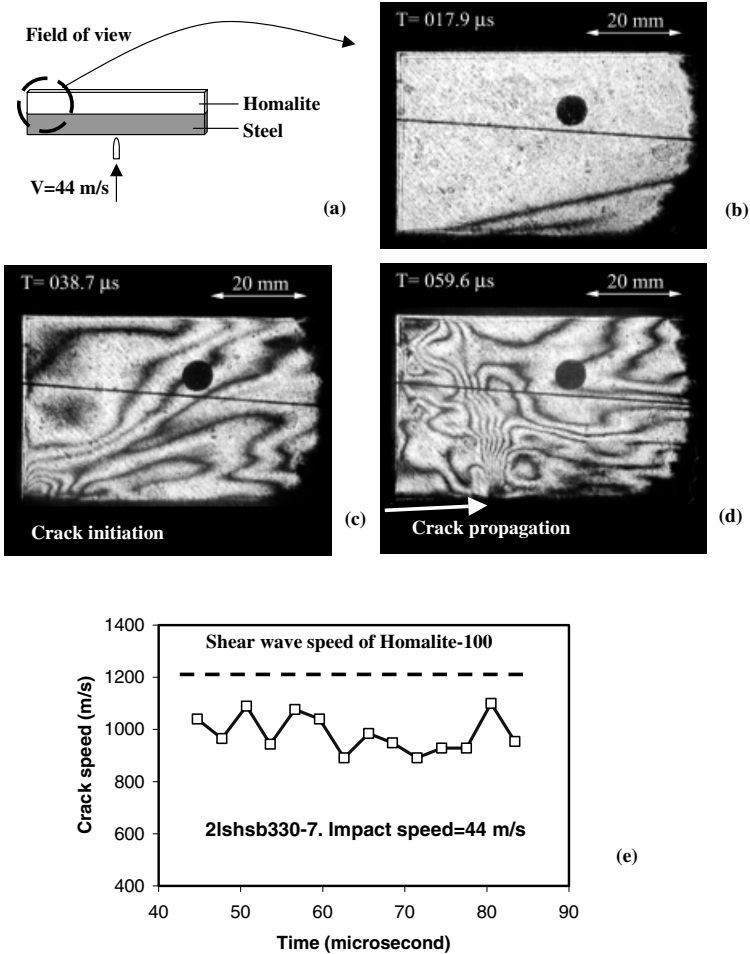 Field of view
Homalite
Steel
V=44 m/s
(a)
T= 017.9 µs
20 mm
(b)
T= 038.7 µs
20 mm
Crack initiation
(c)
T= 059.6 µs
20 mm
Crack propagation
(d)
1400
1200
1000
800
600
400
Crack speed (m/s)
Shear wave speed of Homalite-100
2lshsb330-7. Impact speed=44 m/s
40 50 60 70 80 90
Time (microsecond)
(e)